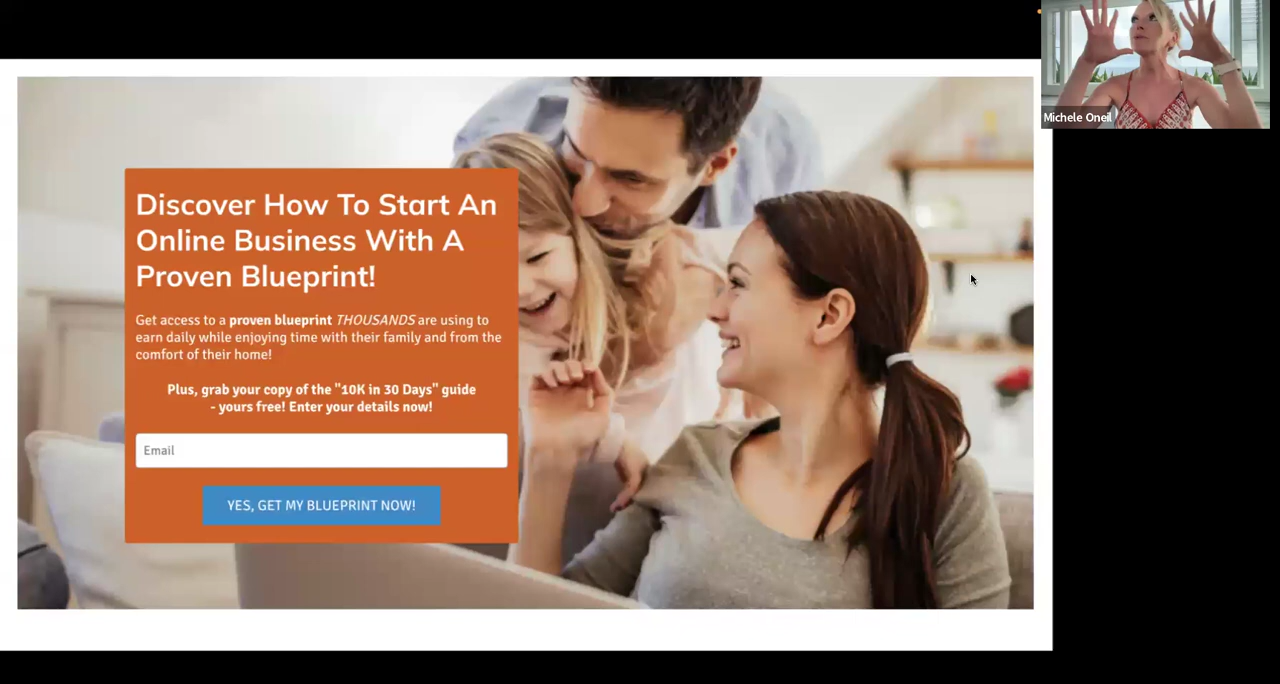 Michele Oneil
Discover How To Start An
Online Business With A
Proven Blueprint!
Get access to a proven blueprint THOUSANDS are using to
earn daily while enjoying time with their family and from the
comfort of their home!
Plus, grab your copy of the "10K in 30 Days" guide
- yours free! Enter your details now!
Email
YES, GET MY BLUEPRINT NOW!